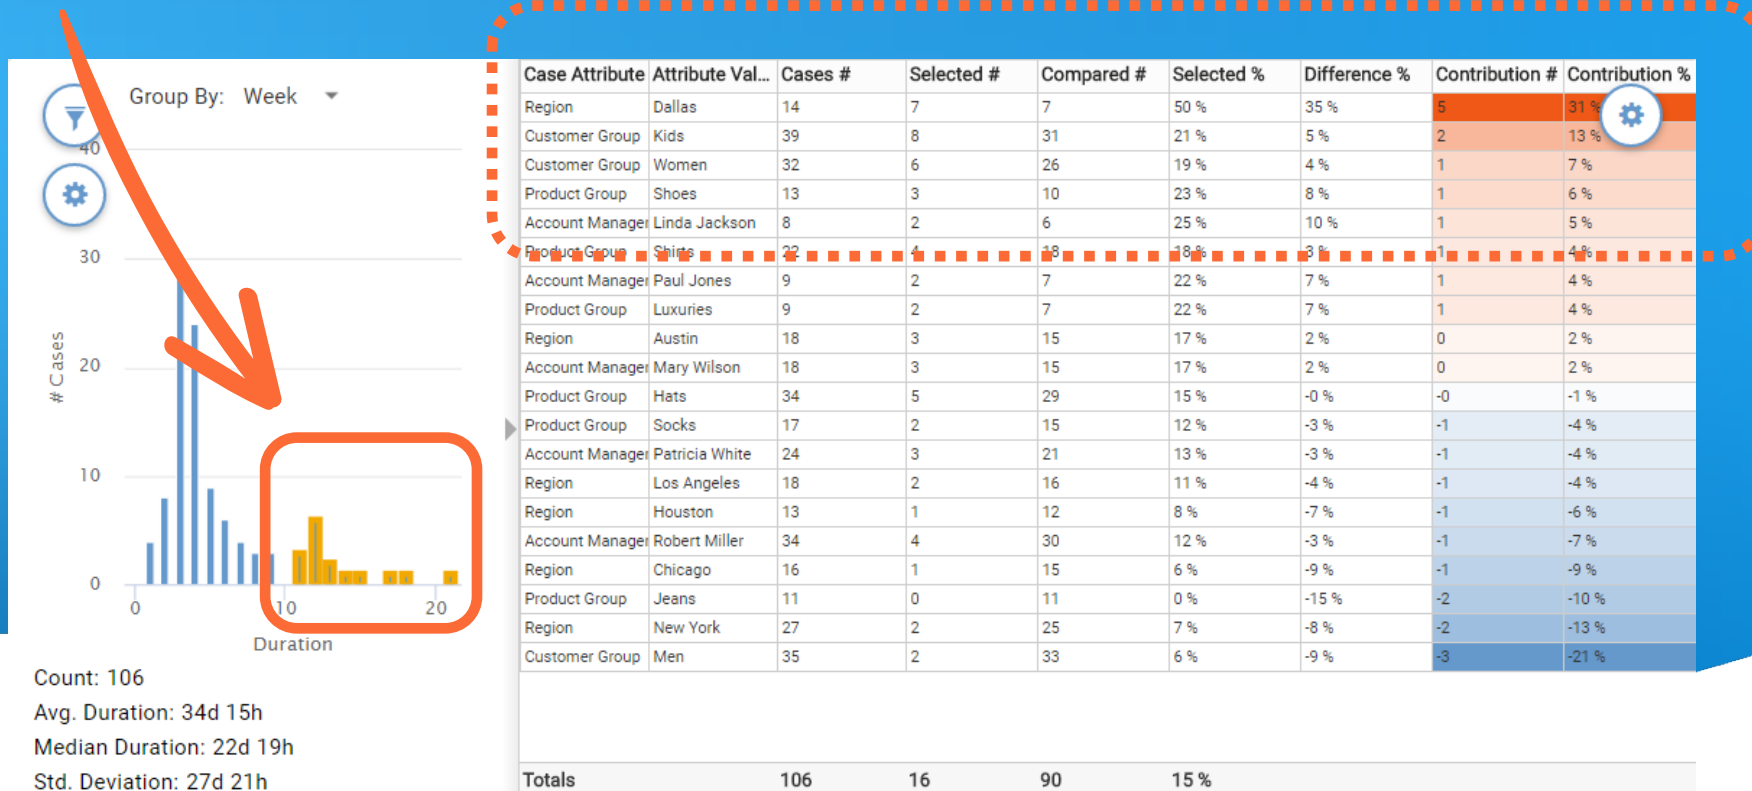 Group By: Week
40
30
20
10
0
# Cases
0 10 20
Duration
Count: 106
Avg. Duration: 34d 15h
Median Duration: 22d 19h
Std. Deviation: 27d 21h
Case Attribute Attribute Val... Cases # Selected # Compared # Selected % Difference % Contribution # Contribution %
Region Dallas 14 7 7 50 % 35 % 5 31 %
Customer Group Kids 39 8 31 21 % 5 % 2 13 %
Customer Group Women 32 6 26 19 % 4 % 1 7 %
Product Group Shoes 13 3 10 23 % 8 % 1 6 %
Account Manager Linda Jackson 8 2 6 25 % 10 % 1 5 %
Product Group Shirts 22 4 18 18 % 3 % 1 4 %
Account Manager Paul Jones 9 2 7 22 % 7 % 1 4 %
Product Group Luxuries 9 2 7 22 % 7 % 1 4 %
Region Austin 18 3 15 17 % 2 % 0 2 %
Account Manager Mary Wilson 18 3 15 17 % 2 % 0 2 %
Product Group Hats 34 5 29 15 % -0 % -0 -1 %
Product Group Socks 17 2 15 12 % -3 % -1 -4 %
Account Manager Patricia White 24 3 21 13 % -3 % -1 -4 %
Region Los Angeles 18 2 16 11 % -4 % -1 -4 %
Region Houston 13 1 12 8 % -7 % -1 -6 %
Account Manager Robert Miller 34 4 30 12 % -3 % -1 -7 %
Region Chicago 16 1 15 6 % -9 % -1 -9 %
Product Group Jeans 11 0 11 0 % -15 % -2 -10 %
Region New York 27 2 25 7 % -8 % -2 -13 %
Customer Group Men 35 2 33 6 % -9 % -3 -21 %
Totals 106 16 90 15 %